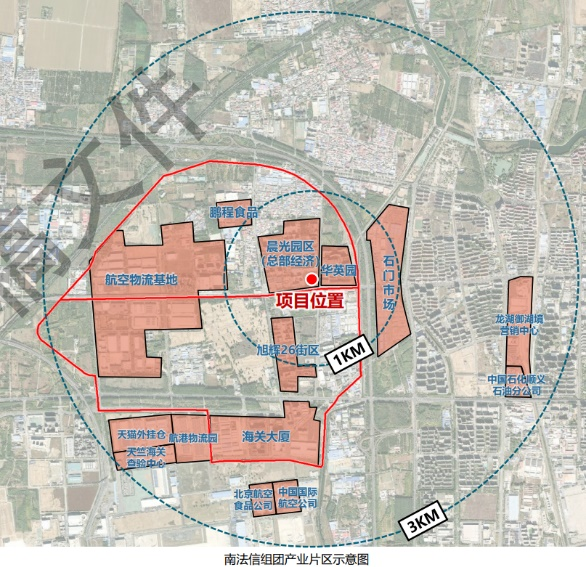 文件
鹏程食品
晨光园区
(总部经济)
华英园
航空物流基地
项目位置
石门市场
龙湖御湖境
营销中心
旭辉26街区
1KM
中国石化顺义
石油分公司
天猫外挂仓
航港物流园
海关大厦
天竺海关
查验中心
北京航空
食品公司
中国国际
航空公司
3KM
南法信组团产业片区示意图